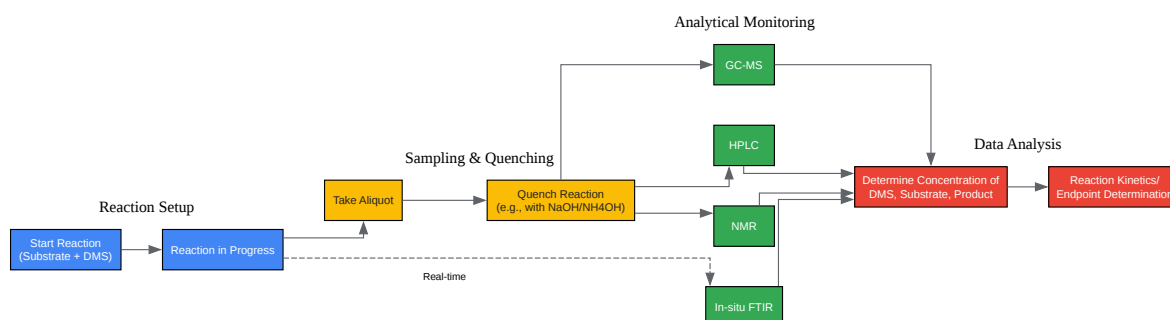 Analytical Monitoring
GC-MS
HPLC
Data Analysis
Sampling & Quenching
Determine Concentration of
DMS, Substrate, Product
Reaction Kinetics/
Endpoint Determination
Take Aliquot
Quench Reaction
(e.g., with NaOH/NH4OH)
Reaction Setup
NMR
Start Reaction
(Substrate + DMS)
Reaction in Progress
Real-time
In-situ FTIR